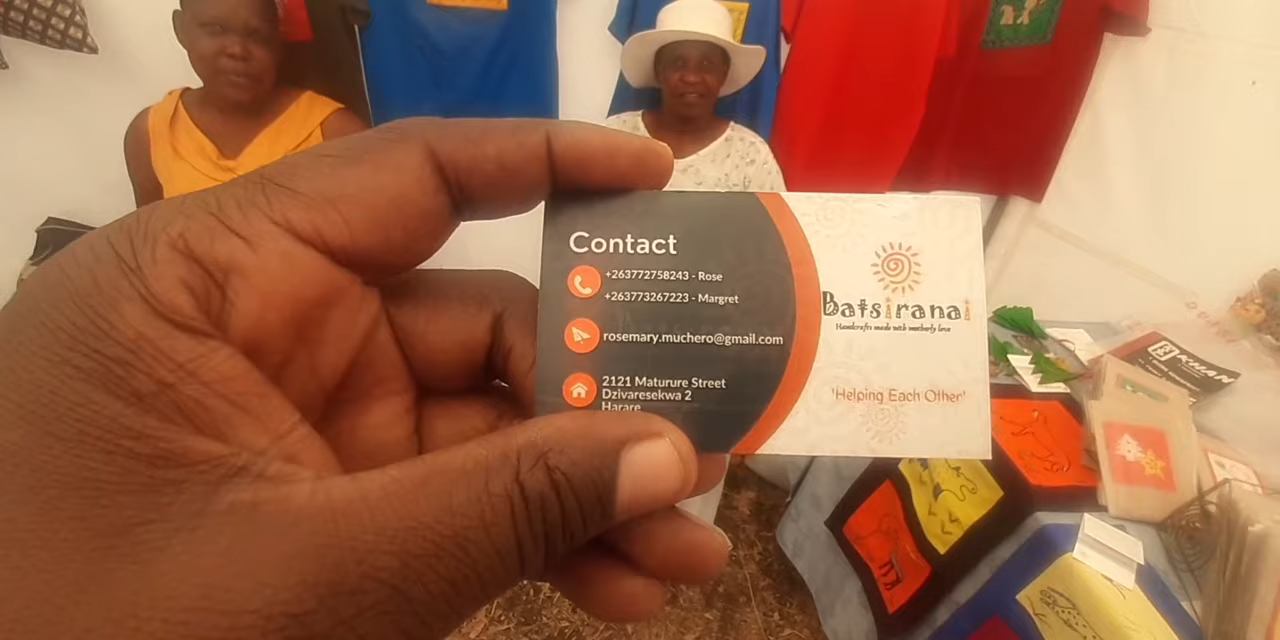 Contact
+263772758243 - Rose
+263773267223 - Margret
rosemary.muchero@gmail.com
2121 Maturure Street
Dzivaresekwa 2
Harare
Batsiranai
Handcrafts made with motherly love
'Helping Each Other'
KHAN